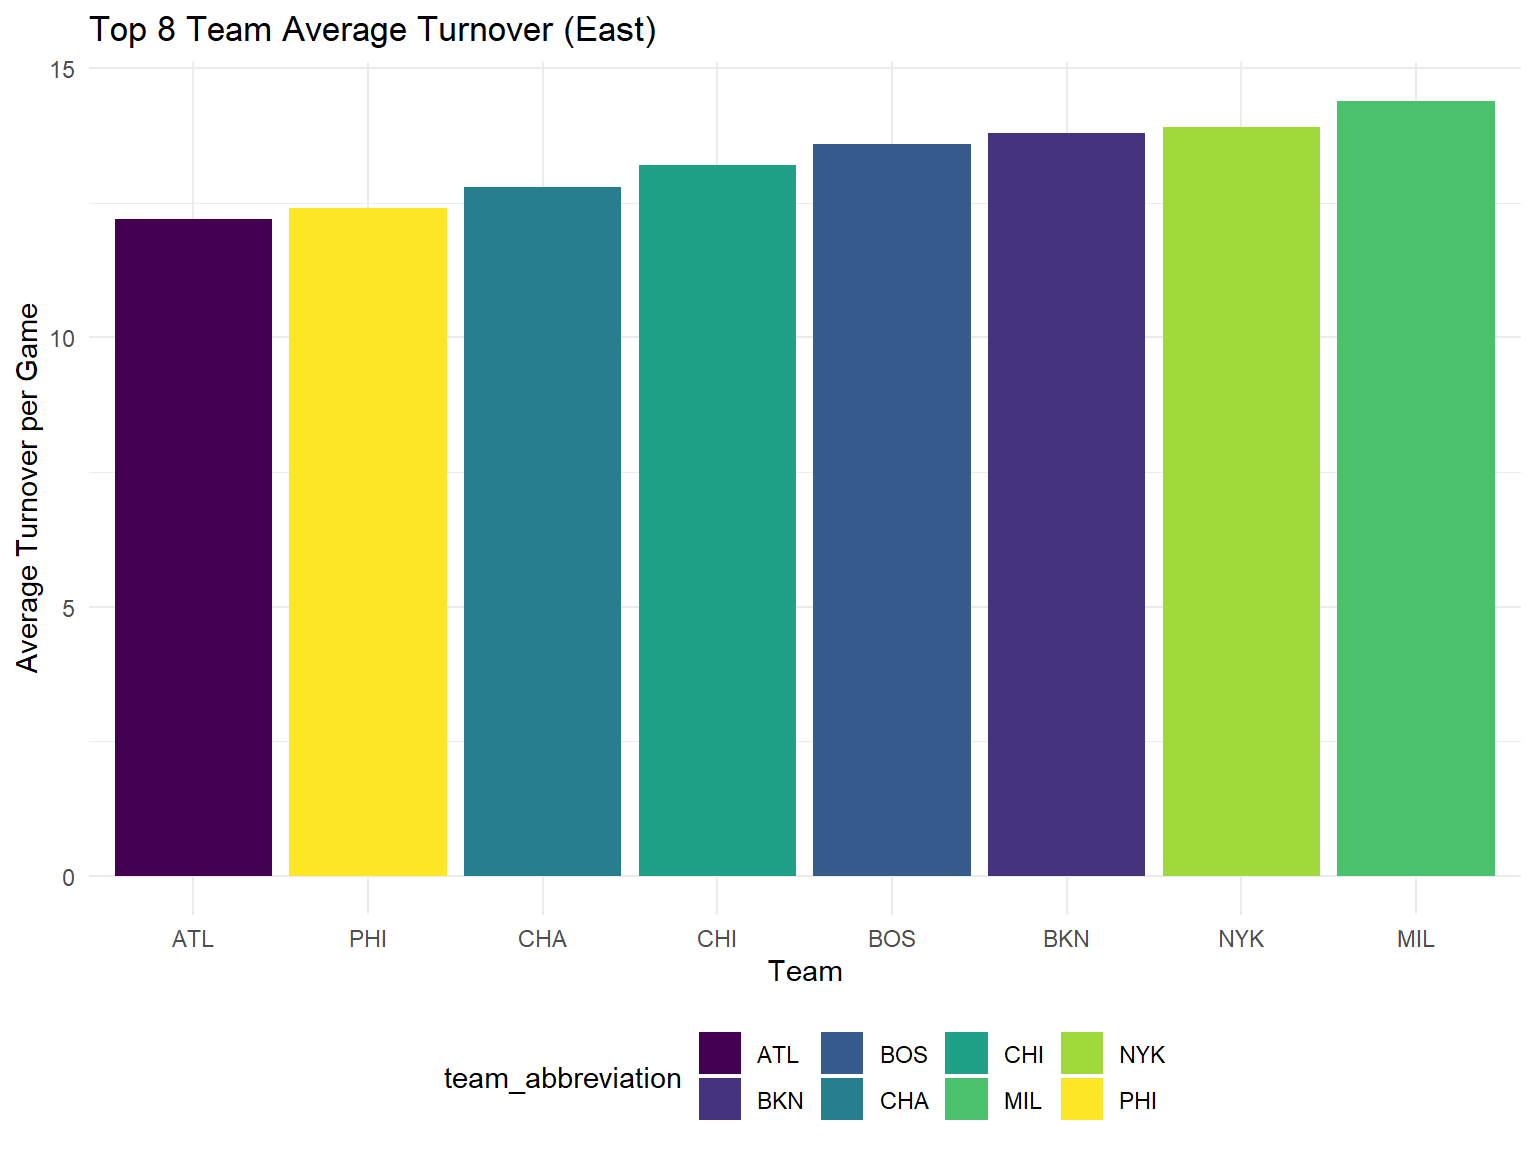 Top 8 Team Average Turnover (East)
Average Turnover per Game
15
10
5
0
ATL PHI CHA CHI BOS BKN NYK MIL
Team
team_abbreviation
ATL BOS CHI NYK
BKN CHA MIL PHI